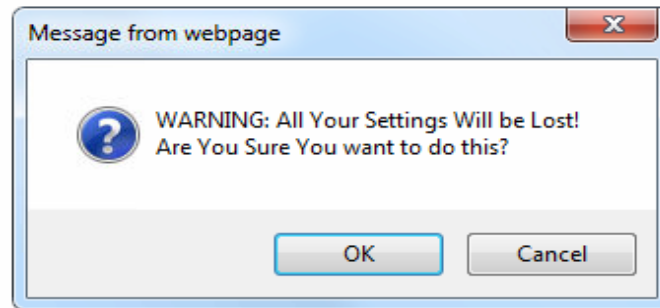 Message from webpage
WARNING: All Your Settings Will be Lost!
Are You Sure You want to do this?
OK
Cancel